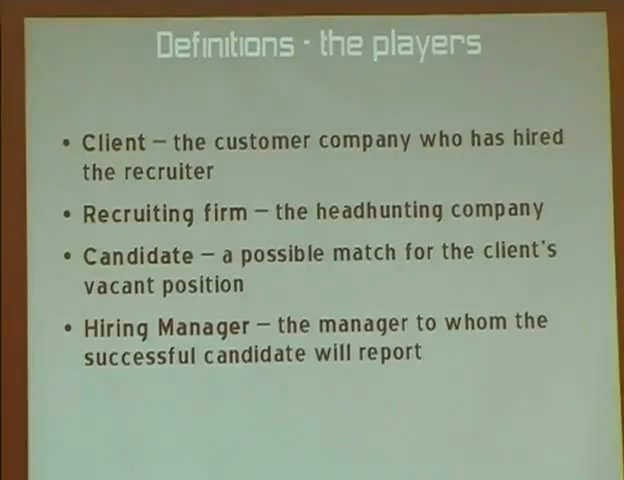 Definitions - the players
• Client – the customer company who has hired
the recruiter
• Recruiting firm – the headhunting company
• Candidate – a possible match for the client's
vacant position
• Hiring Manager – the manager to whom the
successful candidate will report